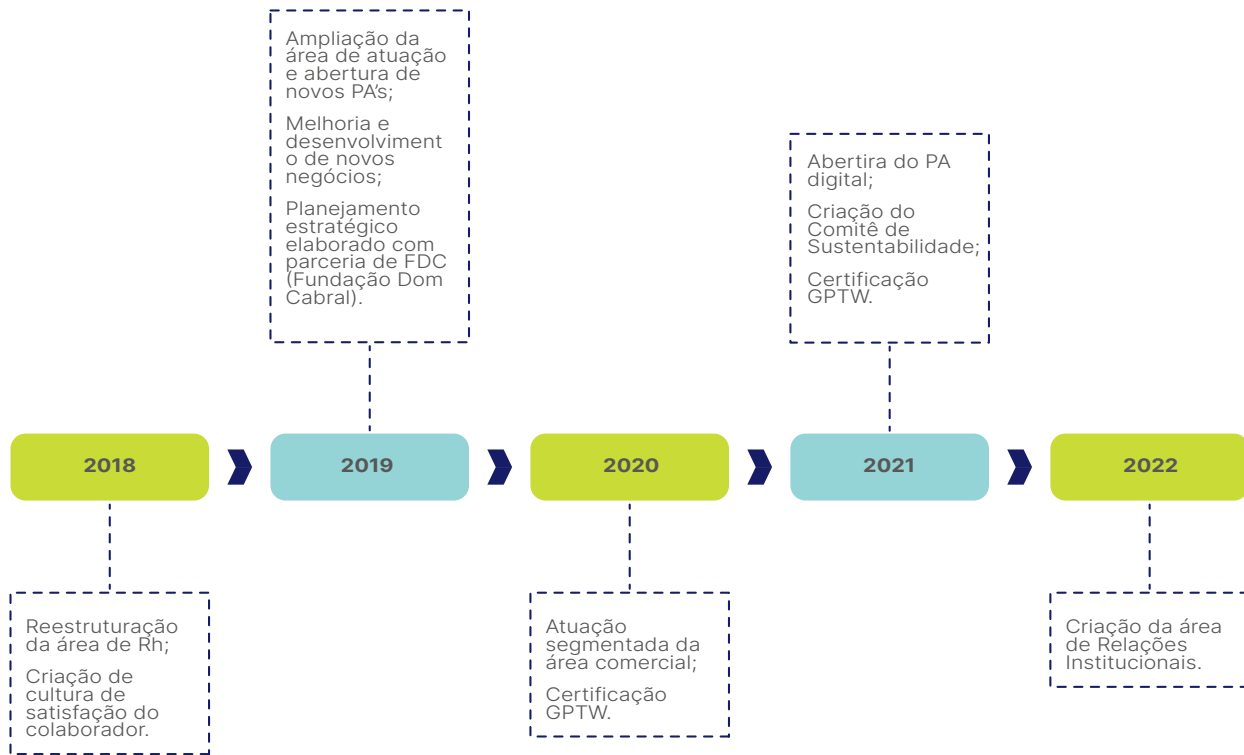 Ampliação da
área de atuação
e abertura de
novos PA's;
Melhoria e
desenvolviment
o de novos
negócios;
Planejamento
estratégico
elaborado com
parceria de FDC
(Fundação Dom
Cabral).
Abertira do PA
digital;
Criação do
Comitê de
Sustentabilidade;
Certificação
GPTW.
2018
2019
2020
2021
2022
Reestruturação
da área de Rh;
Criação de
cultura de
satisfação do
colaborador.
Atuação
segmentada da
área comercial;
Certificação
GPTW.
Criação da área
de Relações
Institucionais.